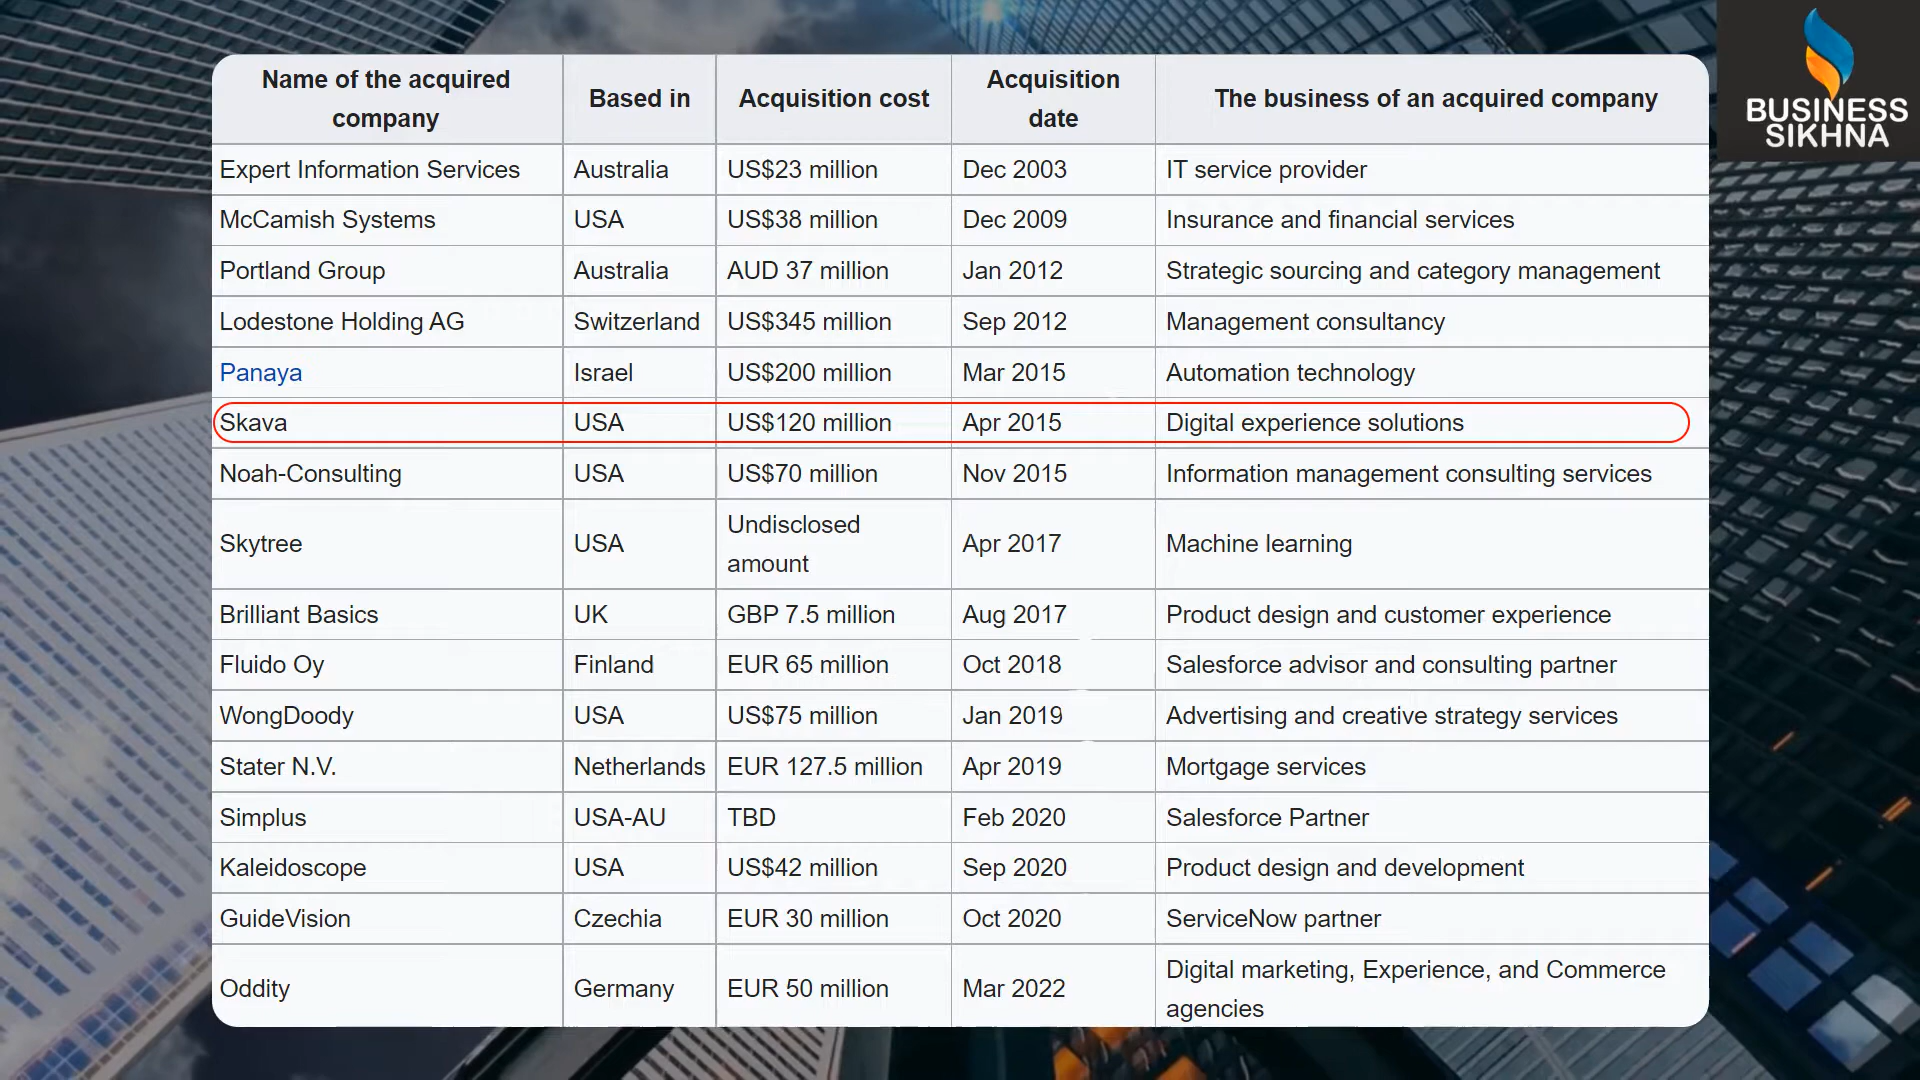 BUSINESS
SIKHNA
Name of the acquired company Based in Acquisition cost Acquisition date The business of an acquired company
Expert Information Services Australia US$23 million Dec 2003 IT service provider
McCamish Systems USA US$38 million Dec 2009 Insurance and financial services
Portland Group Australia AUD 37 million Jan 2012 Strategic sourcing and category management
Lodestone Holding AG Switzerland US$345 million Sep 2012 Management consultancy
Panaya Israel US$200 million Mar 2015 Automation technology
Skava USA US$120 million Apr 2015 Digital experience solutions
Noah-Consulting USA US$70 million Nov 2015 Information management consulting services
Skytree USA Undisclosed amount Apr 2017 Machine learning
Brilliant Basics UK GBP 7.5 million Aug 2017 Product design and customer experience
Fluido Oy Finland EUR 65 million Oct 2018 Salesforce advisor and consulting partner
WongDoody USA US$75 million Jan 2019 Advertising and creative strategy services
Stater N.V. Netherlands EUR 127.5 million Apr 2019 Mortgage services
Simplus USA-AU TBD Feb 2020 Salesforce Partner
Kaleidoscope USA US$42 million Sep 2020 Product design and development
GuideVision Czechia EUR 30 million Oct 2020 ServiceNow partner
Oddity Germany EUR 50 million Mar 2022 Digital marketing, Experience, and Commerce agencies